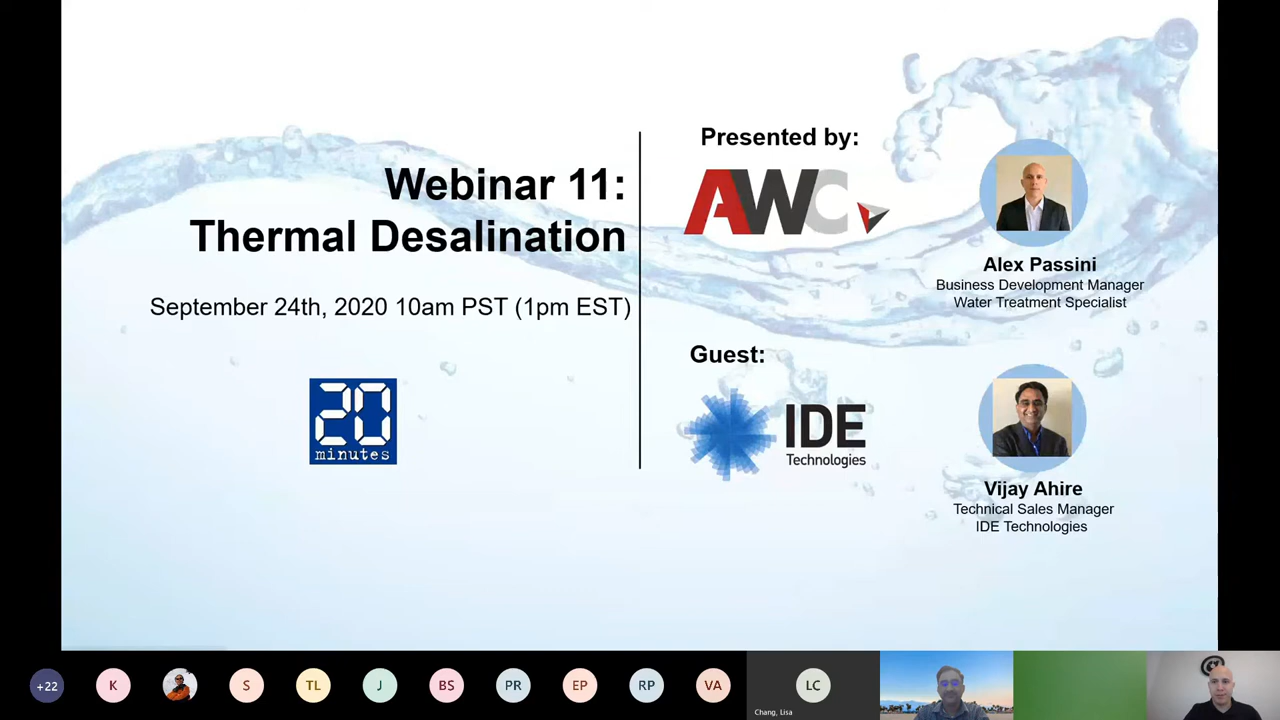 Webinar 11:
Thermal Desalination
September 24th, 2020 10am PST (1pm EST)
20
minutes
Presented by:
AWC
Alex Passini
Business Development Manager
Water Treatment Specialist
Guest:
IDE
Technologies
Vijay Ahire
Technical Sales Manager
IDE Technologies
+22
K
S
TL
J
BS
PR
EP
RP
VA
LC
Chang, Lisa